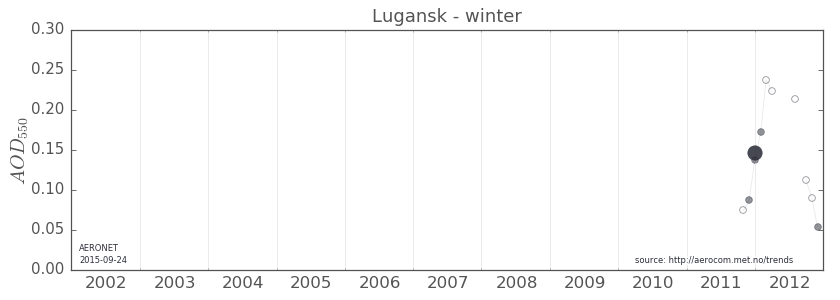 Lugansk - winter
0.30
0.25
0.20
0.15
0.10
0.05
0.00
AOD550
AERONET
2015-09-24
source: http://aerocom.met.no/trends
2002 2003 2004 2005 2006 2007 2008 2009 2010 2011 2012